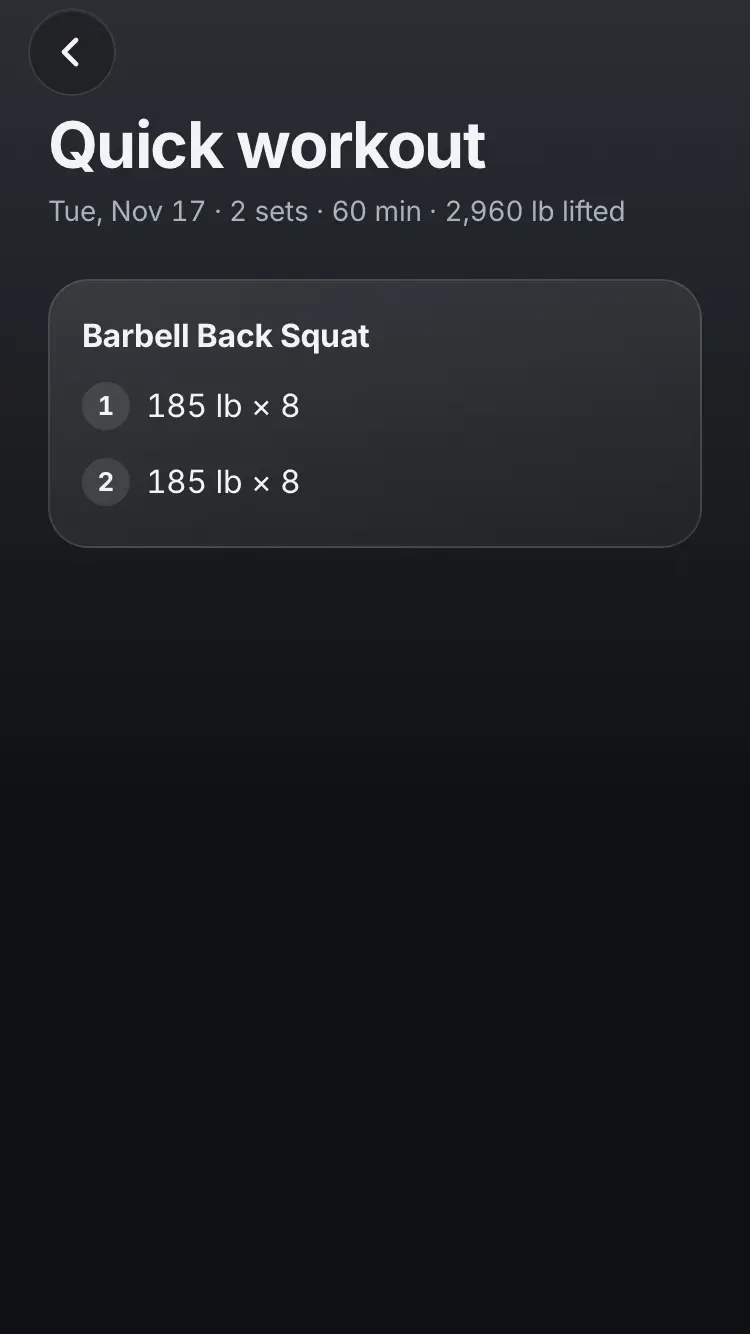 Quick workout
Tue, Nov 17 · 2 sets · 60 min · 2,960 lb lifted
Barbell Back Squat
1 185 lb × 8
2 185 lb × 8